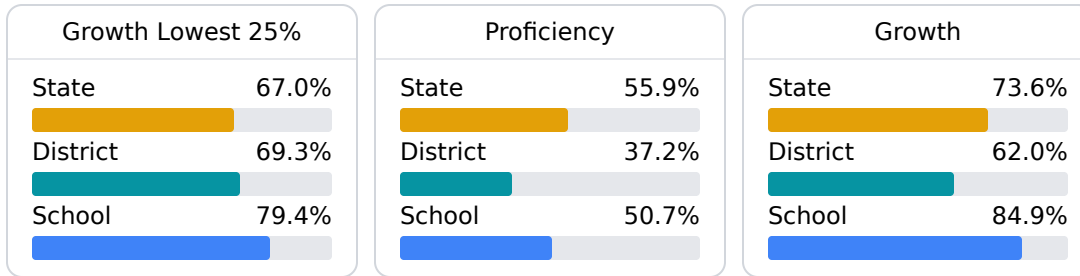 Growth Lowest 25%
State 67.0%
District 69.3%
School 79.4%
Proficiency
State 55.9%
District 37.2%
School 50.7%
Growth
State 73.6%
District 62.0%
School 84.9%